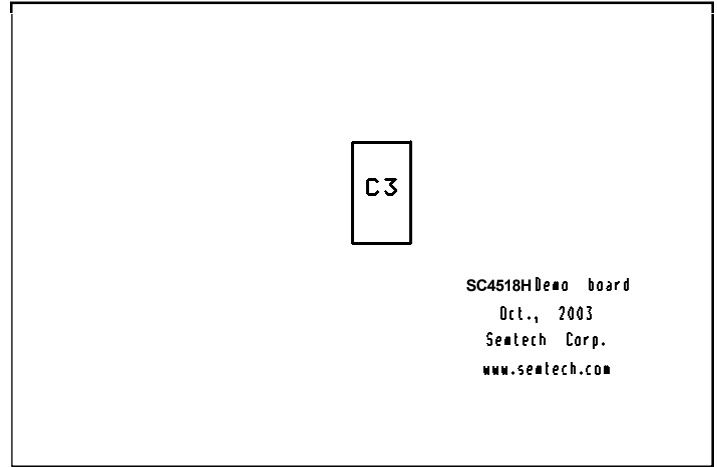 C3
SC4518H Demo board
Oct., 2003
Semtech Corp.
www.semtech.com